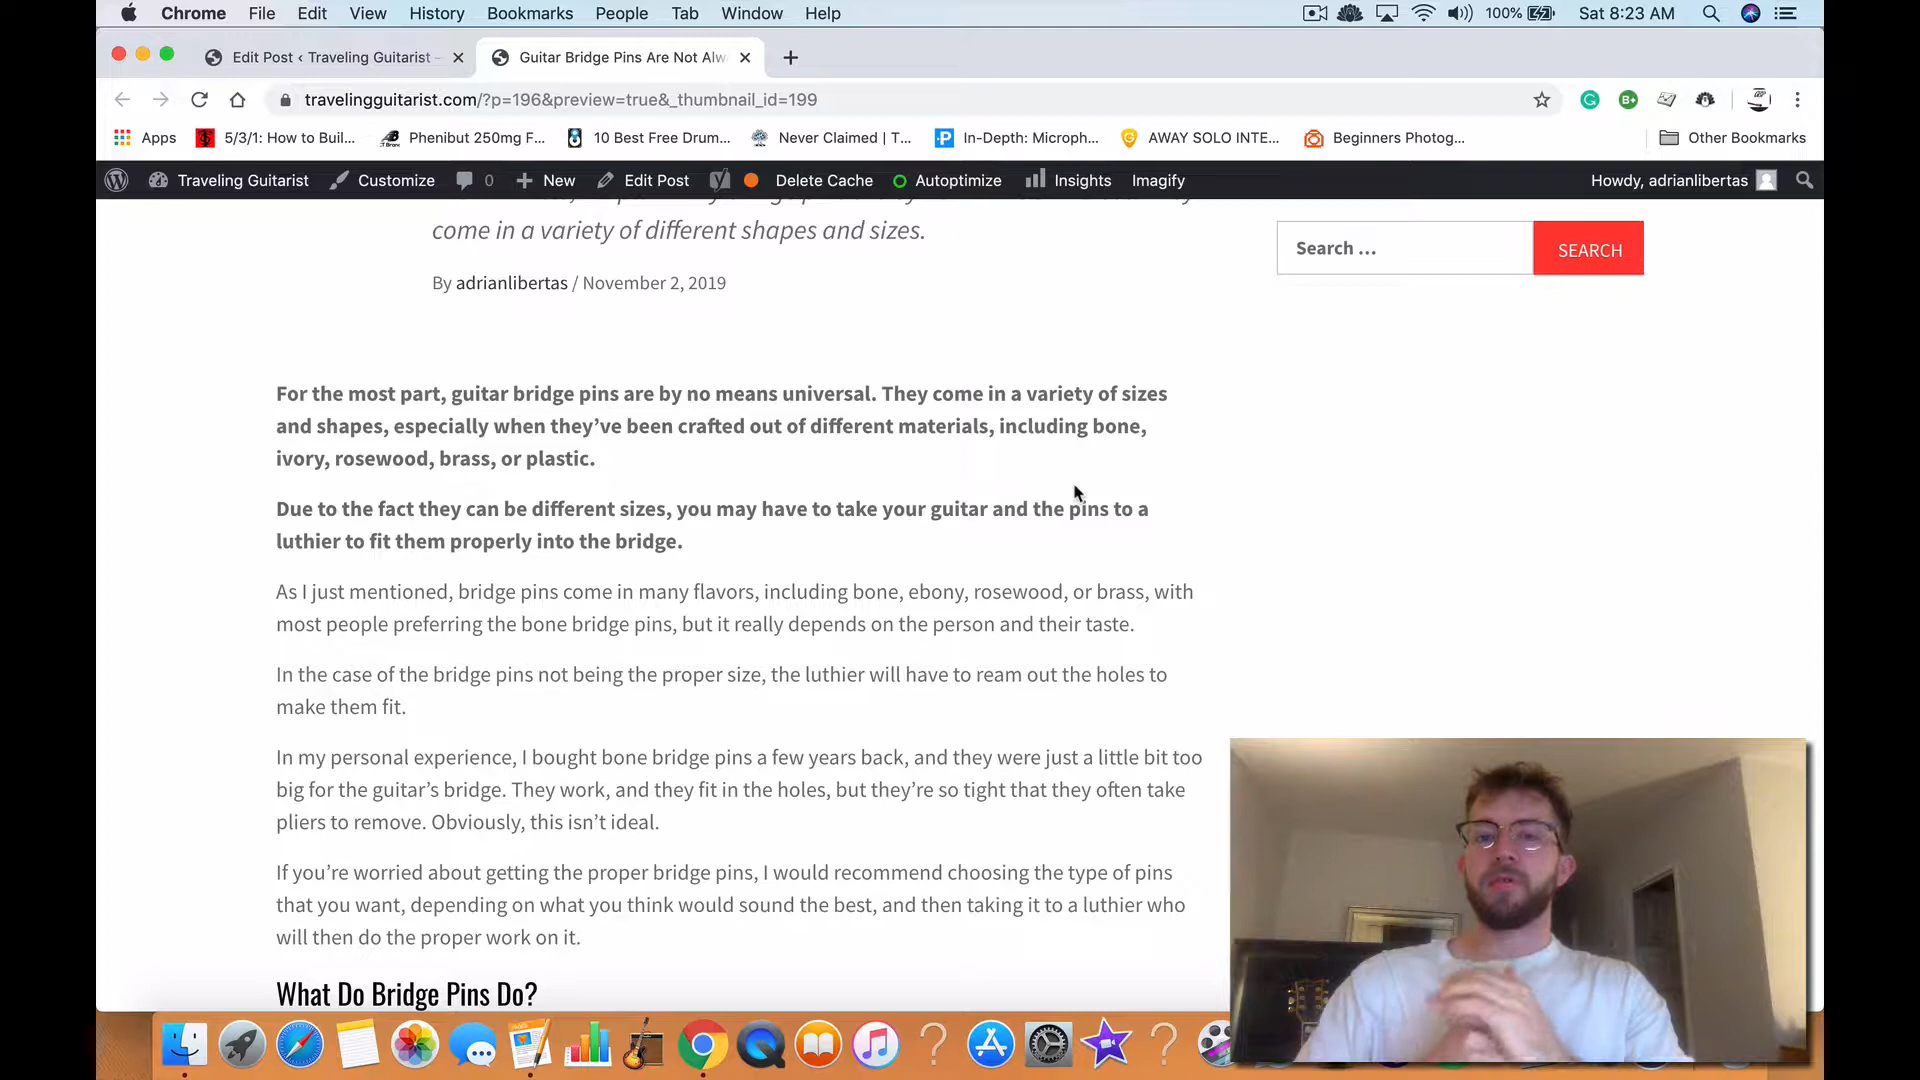 Chrome File Edit View History Bookmarks People Tab Window Help 100% Sat 8:23 AM
Edit Post ‹ Traveling Guitarist – Guitar Bridge Pins Are Not Alw
travelingguitarist.com/?p=196&preview=true&_thumbnail_id=199
Apps 5/3/1: How to Buil... Phenibut 250mg F... 10 Best Free Drum... Never Claimed | T... In-Depth: Microph... AWAY SOLO INTE... Beginners Photog... Other Bookmarks
Traveling Guitarist Customize 0 New Edit Post Delete Cache Autoptimize Insights Imagify Howdy, adrianlibertas
come in a variety of different shapes and sizes.
Search ... SEARCH
By adrianlibertas / November 2, 2019
For the most part, guitar bridge pins are by no means universal. They come in a variety of sizes
and shapes, especially when they’ve been crafted out of different materials, including bone,
ivory, rosewood, brass, or plastic.
Due to the fact they can be different sizes, you may have to take your guitar and the pins to a
luthier to fit them properly into the bridge.
As I just mentioned, bridge pins come in many flavors, including bone, ebony, rosewood, or brass, with
most people preferring the bone bridge pins, but it really depends on the person and their taste.
In the case of the bridge pins not being the proper size, the luthier will have to ream out the holes to
make them fit.
In my personal experience, I bought bone bridge pins a few years back, and they were just a little bit too
big for the guitar’s bridge. They work, and they fit in the holes, but they’re so tight that they often take
pliers to remove. Obviously, this isn’t ideal.
If you’re worried about getting the proper bridge pins, I would recommend choosing the type of pins
that you want, depending on what you think would sound the best, and then taking it to a luthier who
will then do the proper work on it.
What Do Bridge Pins Do?